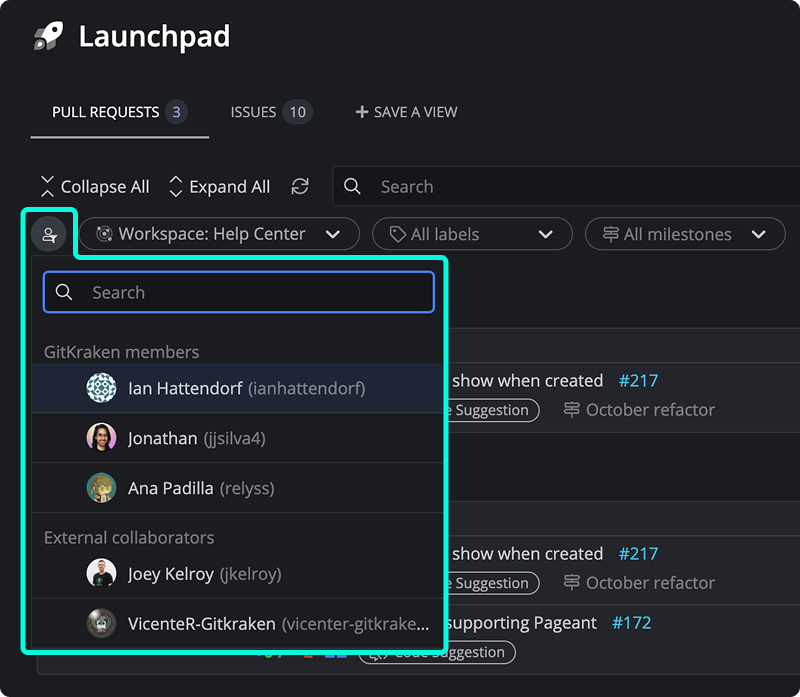 Launchpad
PULL REQUESTS 3 ISSUES 10 + SAVE A VIEW
Collapse All Expand All Search
Workspace: Help Center All labels All milestones
Search
GitKraken members
show when created #217
Ian Hattendorf (ianhattendorf)
Suggestion October refactor
Jonathan (jjsilva4)
Ana Padilla (relyss)
External collaborators
show when created #217
Joey Kelroy (jkelroy)
Suggestion October refactor
VicenteR-Gitkraken (vicenter-gitkrake...
supporting Pageant #172
Code Suggestion